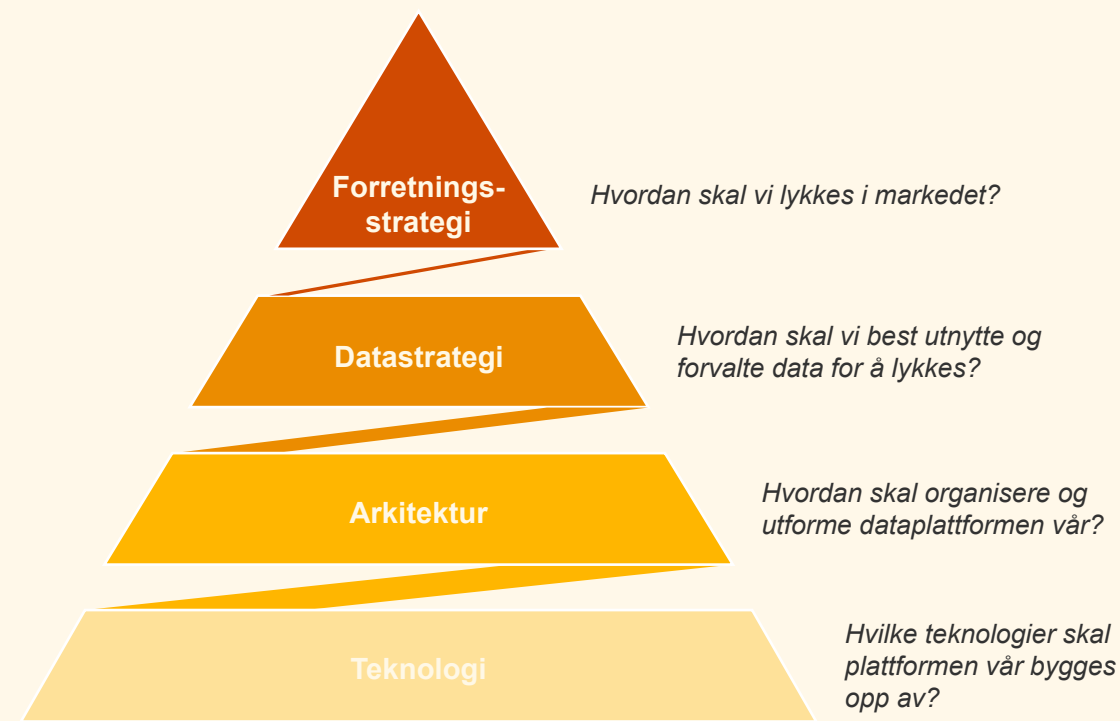 Forretnings-
strategi
Hvordan skal vi lykkes i markedet?
Datastrategi
Hvordan skal vi best utnytte og
forvalte data for å lykkes?
Arkitektur
Hvordan skal organisere og
utforme dataplattformen vår?
Teknologi
Hvilke teknologier skal
plattformen vår bygges
opp av?